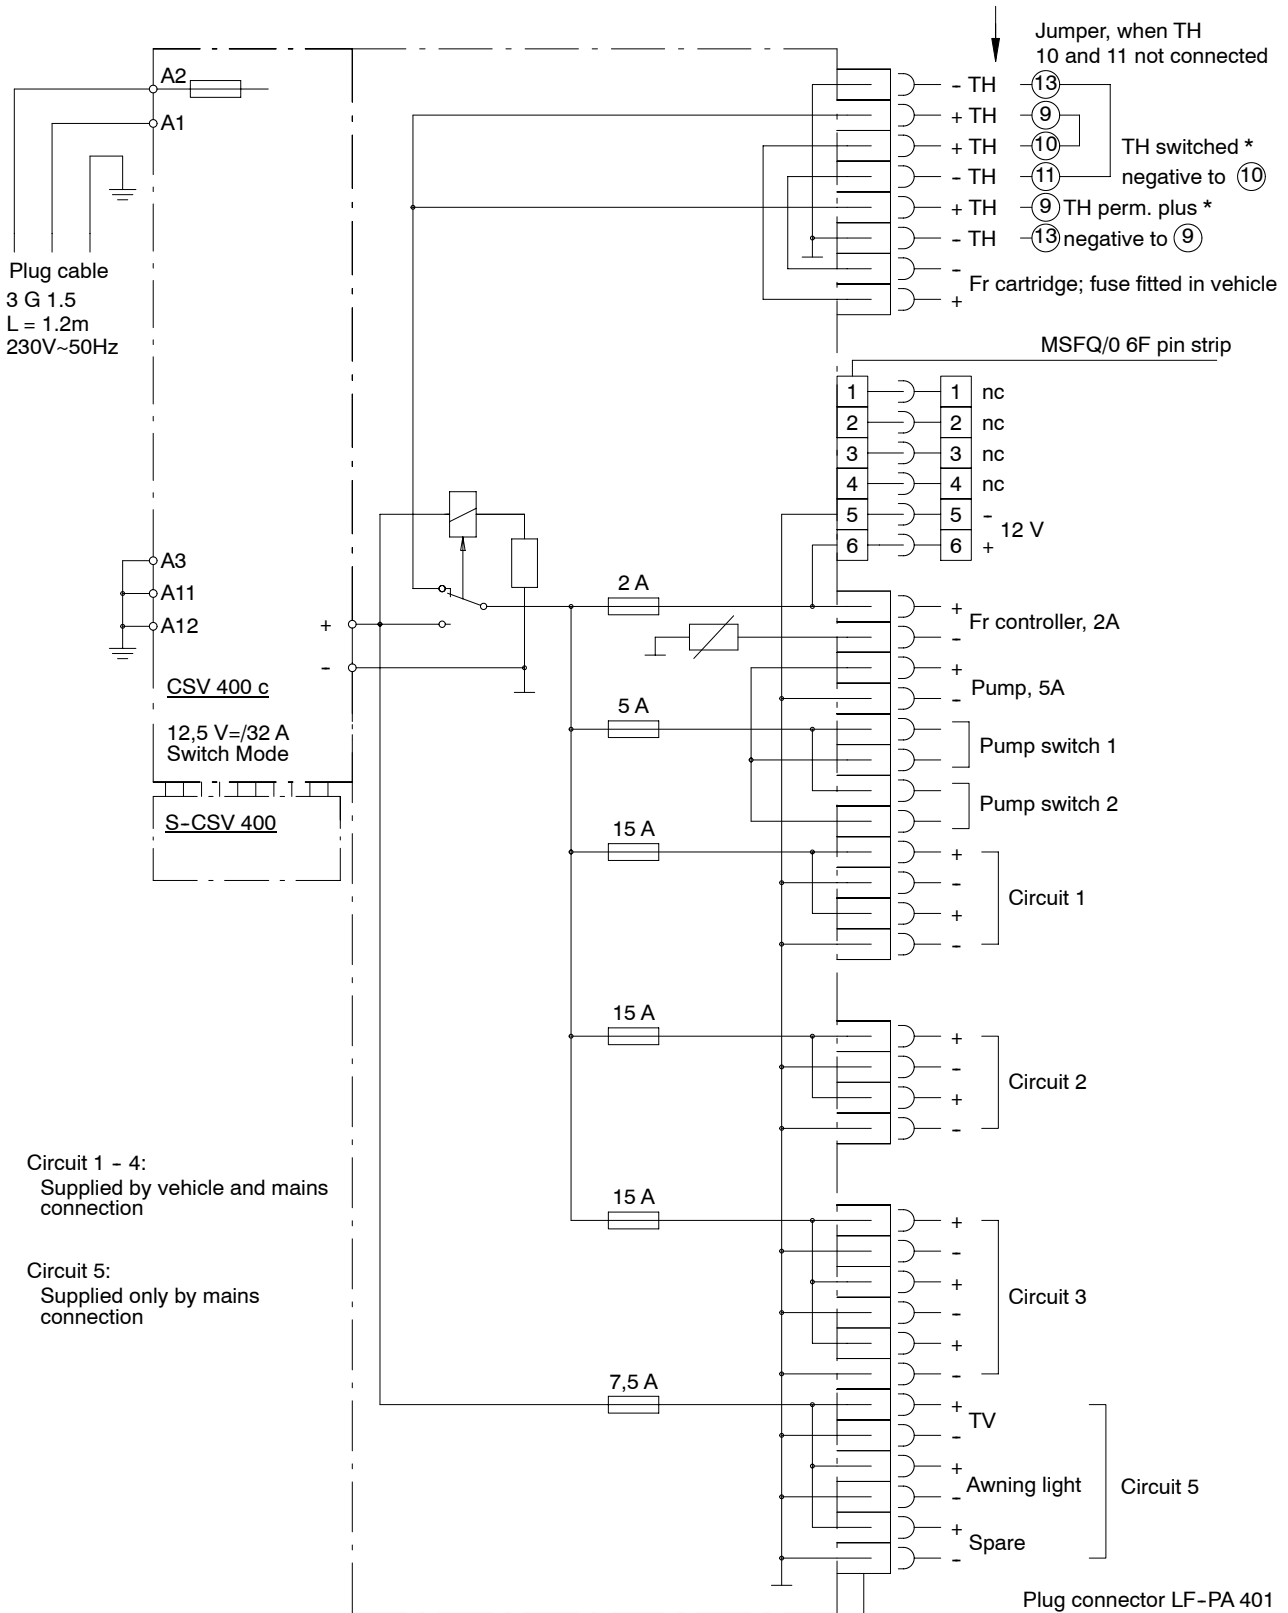 Jumper, when TH
10 and 11 not connected
A2
A1
- TH 13
+ TH 9
+ TH 10
- TH 11
TH switched *
negative to 10
+ TH 9 TH perm. plus *
- TH 13 negative to 9
-
+
Fr cartridge; fuse fitted in vehicle
Plug cable
3 G 1.5
L = 1.2m
230V~50Hz
MSFQ/0 6F pin strip
1 1 nc
2 2 nc
3 3 nc
4 4 nc
5 5 -
12 V
6 6 +
A3
A11
A12
+
-
2 A
+
Fr controller, 2A
-
+
Pump, 5A
-
CSV 400 c
12,5 V=/32 A
Switch Mode
5 A
Pump switch 1
Pump switch 2
S-CSV 400
15 A
+
-
Circuit 1
+
-
15 A
+
-
Circuit 2
+
-
Circuit 1 - 4:
Supplied by vehicle and mains
connection
15 A
+
-
+
Circuit 3
-
+
-
Circuit 5:
Supplied only by mains
connection
7,5 A
+
TV
-
+
Awning light
-
Circuit 5
+
Spare
-
Plug connector LF-PA 401